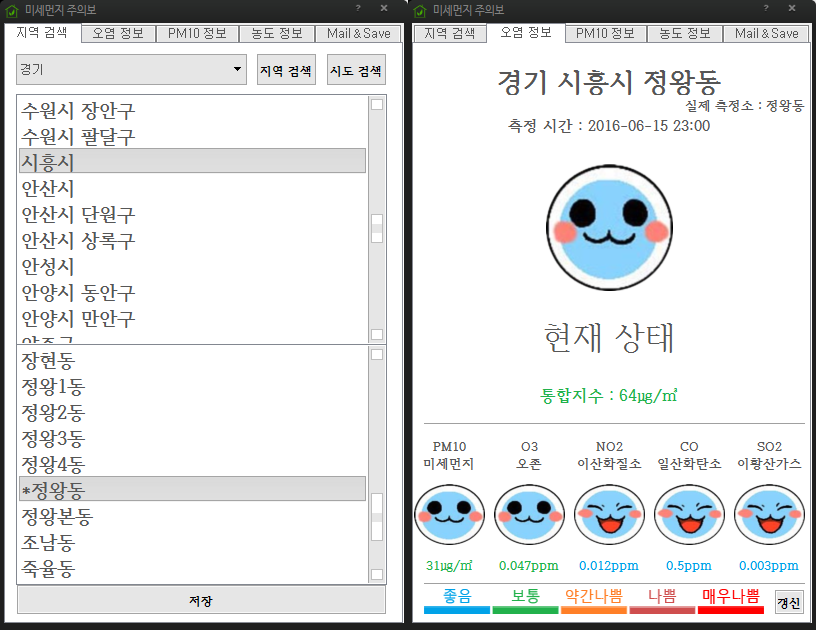 미세먼지 주의보
지역 검색 오염 정보 PM10 정보 농도 정보 Mail & Save
경기
지역 검색 시도 검색
수원시 장안구
수원시 팔달구
시흥시
안산시
안산시 단원구
안산시 상록구
안성시
안양시 동안구
안양시 만안구
장현동
정왕1동
정왕2동
정왕3동
정왕4동
*정왕동
정왕본동
조남동
죽율동
저장
미세먼지 주의보
지역 검색 오염 정보 PM10 정보 농도 정보 Mail & Save
경기 시흥시 정왕동
실제 측정소 : 정왕동
측정 시간 : 2016-06-15 23:00
현재 상태
통합지수 : 64㎍/㎥
PM10 O3 NO2 CO SO2
미세먼지 오존 이산화질소 일산화탄소 이황산가스
31㎍/㎥ 0.047ppm 0.012ppm 0.5ppm 0.003ppm
좋음 보통 약간나쁨 나쁨 매우나쁨
갱신